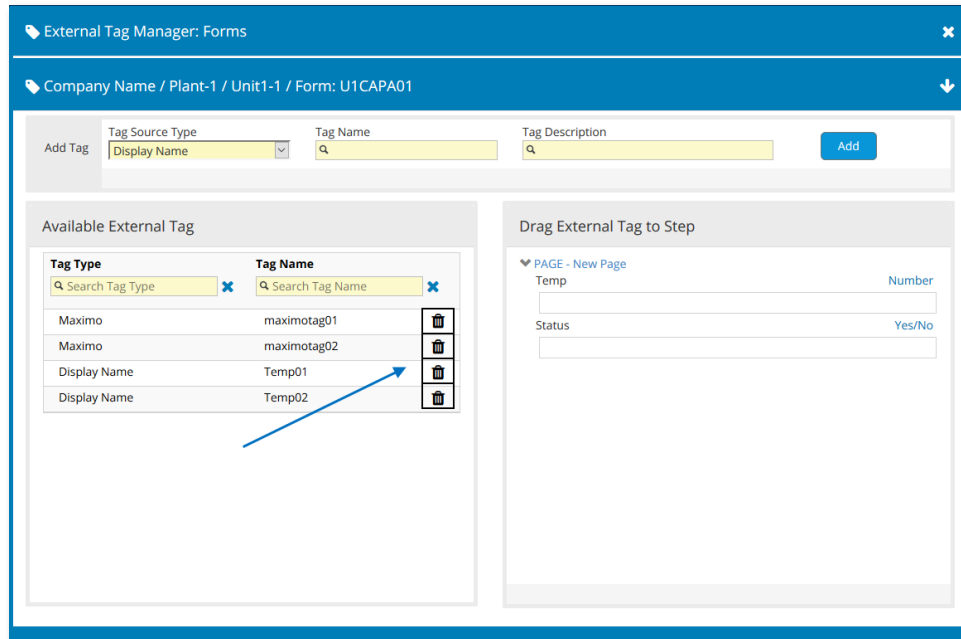 External Tag Manager: Forms
Company Name / Plant-1 / Unit1-1 / Form: U1CAPA01
Add Tag
Tag Source Type
Display Name
Tag Name
Tag Description
Add
Available External Tag
Tag Type
Tag Name
Search Tag Type
Search Tag Name
Maximo maximotag01
Maximo maximotag02
Display Name Temp01
Display Name Temp02
Drag External Tag to Step
PAGE - New Page
Temp Number
Status Yes/No